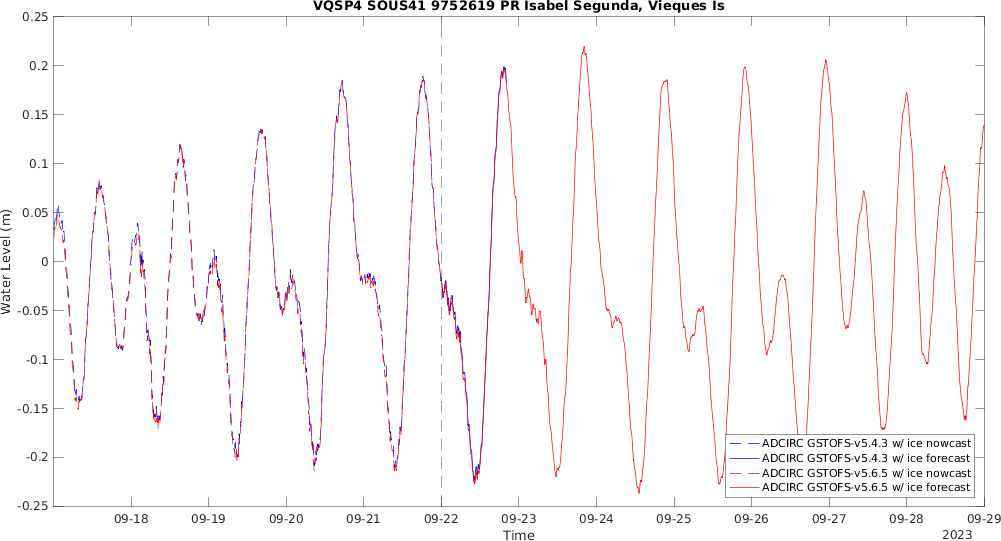 VQSP4 SOUS41 9752619 PR Isabel Segunda, Vieques Is
0.25
0.2
0.15
0.1
0.05
0
-0.05
-0.1
-0.15
-0.2
-0.25
Water Level (m)
ADCIRC GSTOFS-v5.4.3 w/ ice nowcast
ADCIRC GSTOFS-v5.4.3 w/ ice forecast
ADCIRC GSTOFS-v5.6.5 w/ ice nowcast
ADCIRC GSTOFS-v5.6.5 w/ ice forecast
09-18 09-19 09-20 09-21 09-22 09-23 09-24 09-25 09-26 09-27 09-28 09-29
Time
2023